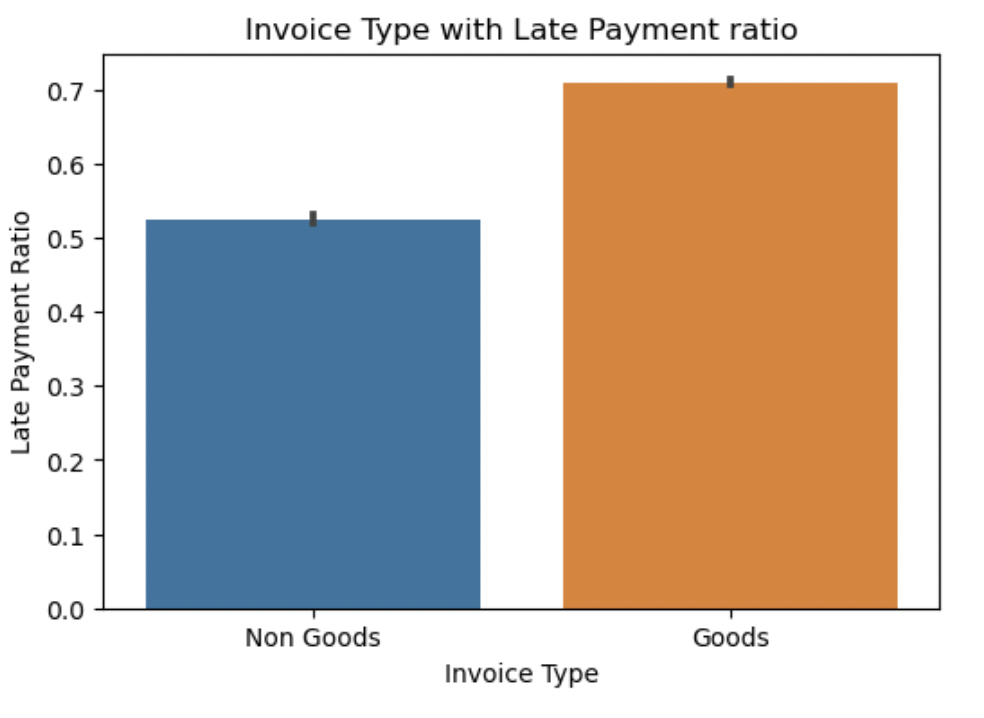 Invoice Type with Late Payment ratio
0.7
0.6
0.5
0.4
0.3
0.2
0.1
0.0
Late Payment Ratio
Non Goods
Goods
Invoice Type